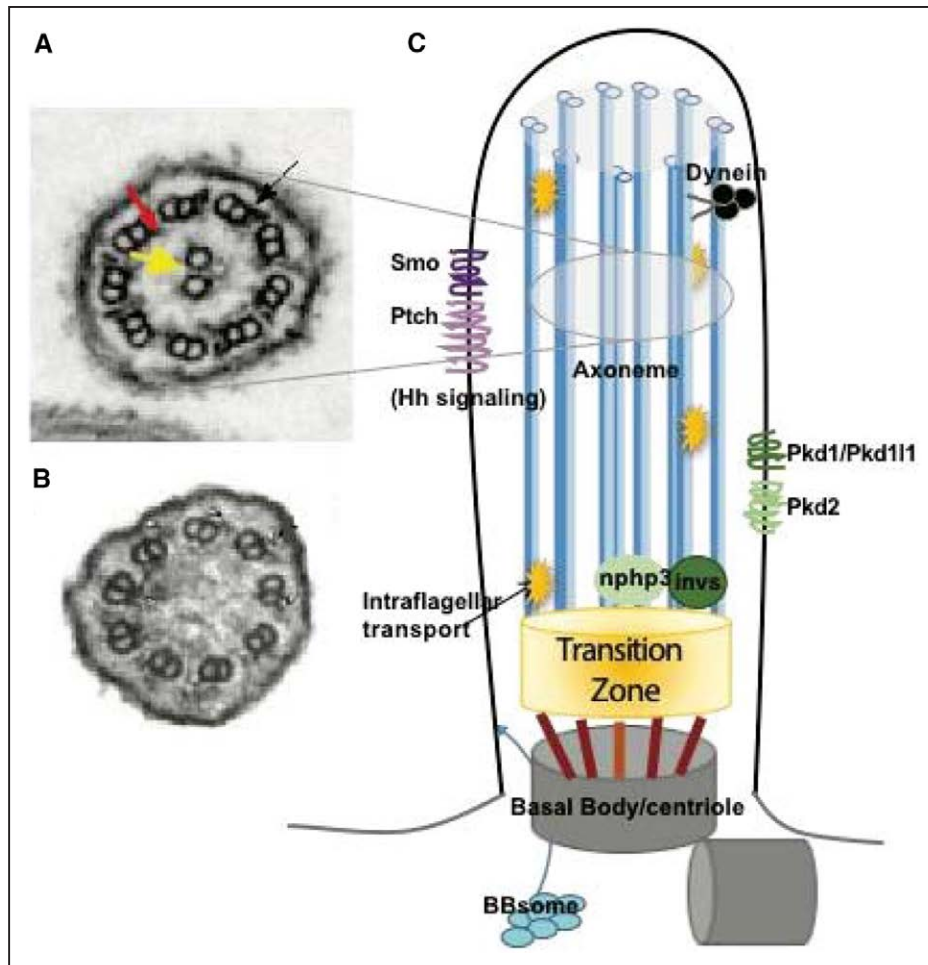 A
C
Dynein
Smo
Ptch
Axoneme
(Hh signaling)
Pkd1/Pkd1l1
B
Pkd2
nphp3
invs
Intraflagellar
transport
Transition
Zone
Basal Body/centriole
BBsome